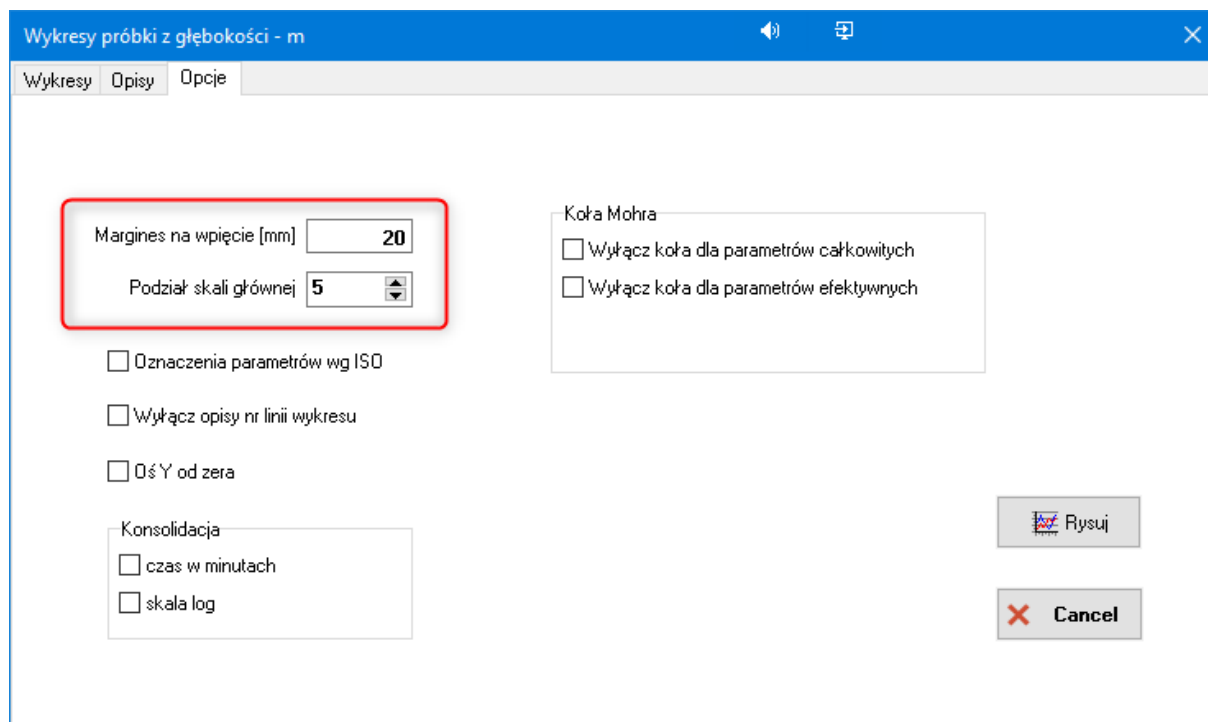 Wykresy próbki z głębokości - m
Wykresy Opisy Opcje
Margines na wpięcie [mm] 20
Podział skali głównej 5
Oznaczenia parametrów wg ISO
Wyłącz opisy nr linii wykresu
Oś Y od zera
Konsolidacja
czas w minutach
skala log
Koła Mohra
Wyłącz koła dla parametrów całkowitych
Wyłącz koła dla parametrów efektywnych
Rysuj
Cancel